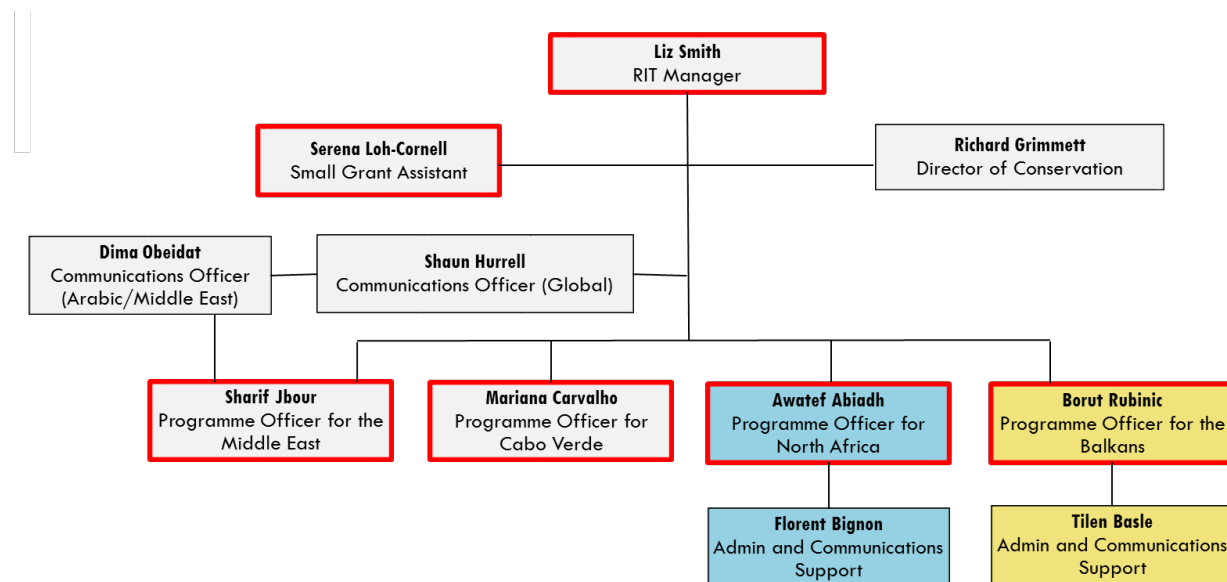 Liz Smith
RIT Manager
Serena Loh-Cornell
Small Grant Assistant
Richard Grimmett
Director of Conservation
Dima Obeidat
Communications Officer
(Arabic/Middle East)
Shaun Hurrell
Communications Officer (Global)
Sharif Jbour
Programme Officer for the
Middle East
Mariana Carvalho
Programme Officer for
Cabo Verde
Awatef Abiadh
Programme Officer for
North Africa
Borut Rubinic
Programme Officer for the
Balkans
Florent Bignon
Admin and Communications
Support
Tilen Basle
Admin and Communications
Support